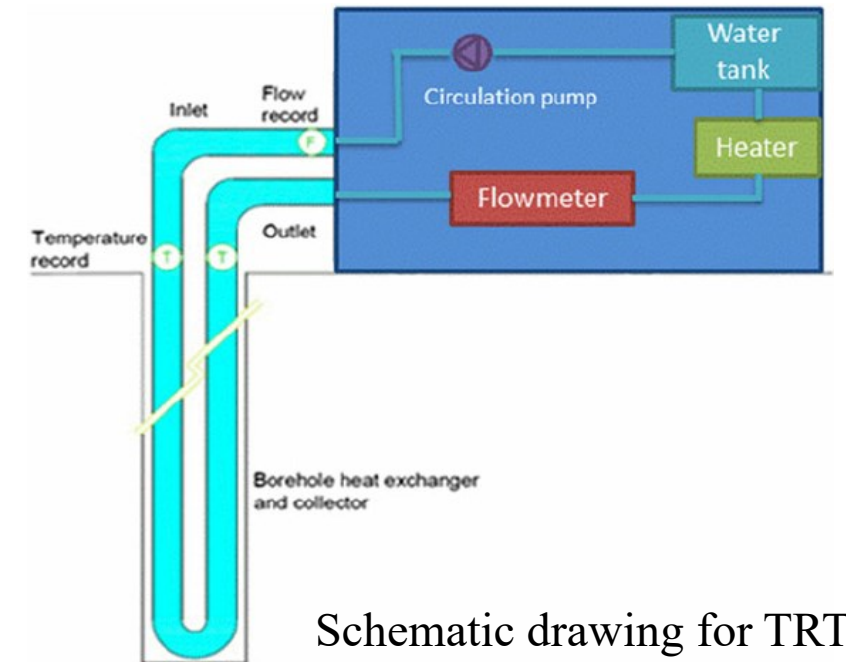 Water
tank
Circulation pump
Heater
Flowmeter
Flow
record
Inlet
F
Outlet
Temperature
record
T
T
Borehole heat exchanger
and collector
Schematic drawing for TRT